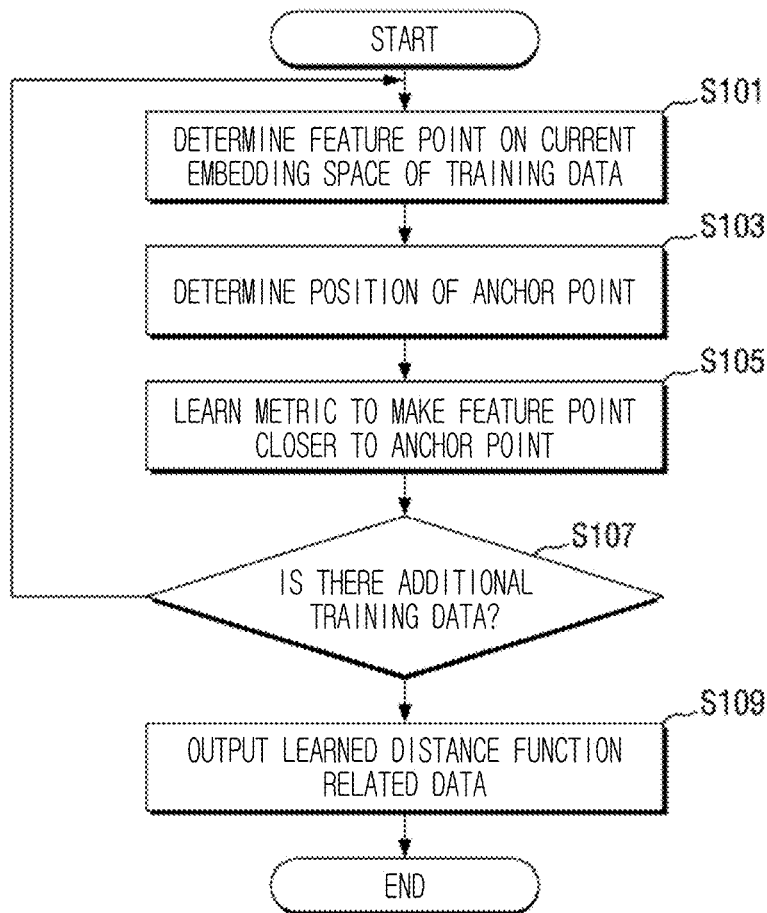 START
S101
DETERMINE FEATURE POINT ON CURRENT
EMBEDDING SPACE OF TRAINING DATA
S103
DETERMINE POSITION OF ANCHOR POINT
S105
LEARN METRIC TO MAKE FEATURE POINT
CLOSER TO ANCHOR POINT
S107
IS THERE ADDITIONAL
TRAINING DATA?
S109
OUTPUT LEARNED DISTANCE FUNCTION
RELATED DATA
END